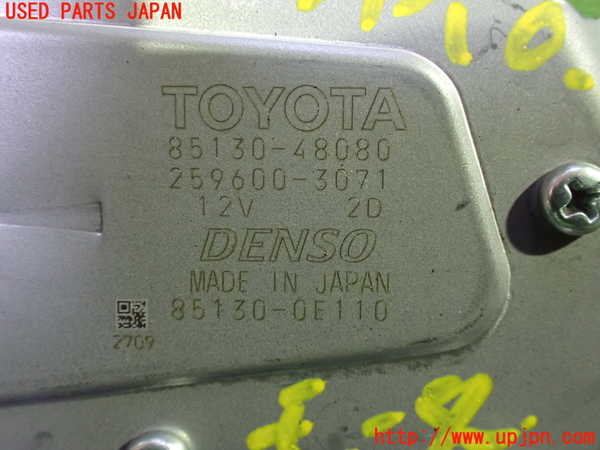 USED PARTS JAPAN
TOYOTA
85130-48080
259600-3071
12V 2D
DENSO
MADE IN JAPAN
85130-0E110
2709
http://www.upjpn.com/